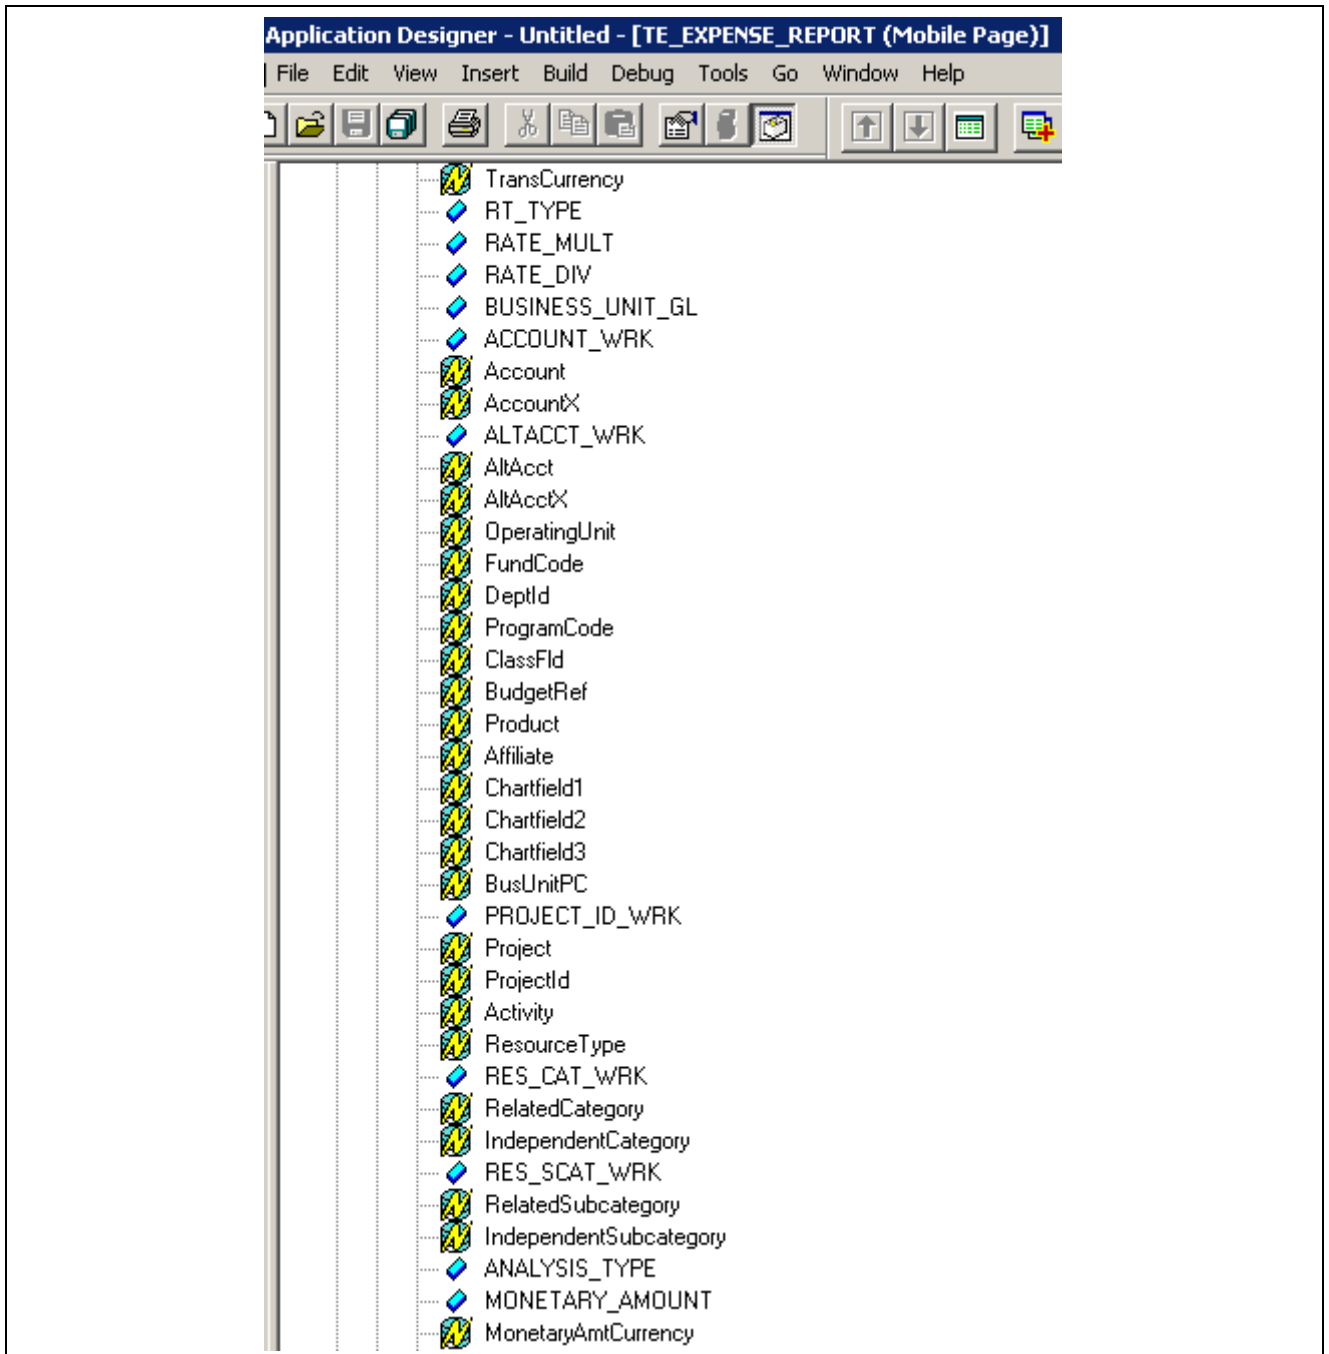 Application Designer - Untitled - [TE_EXPENSE_REPORT (Mobile Page)]
File Edit View Insert Build Debug Tools Go Window Help
TransCurrency
RT_TYPE
RATE_MULT
RATE_DIV
BUSINESS_UNIT_GL
ACCOUNT_WRK
Account
AccountX
ALTACCT_WRK
AltAcct
AltAcctX
OperatingUnit
FundCode
DeptId
ProgramCode
ClassFld
BudgetRef
Product
Affiliate
Chartfield1
Chartfield2
Chartfield3
BusUnitPC
PROJECT_ID_WRK
Project
ProjectId
Activity
ResourceType
RES_CAT_WRK
RelatedCategory
IndependentCategory
RES_SCAT_WRK
RelatedSubcategory
IndependentSubcategory
ANALYSIS_TYPE
MONETARY_AMOUNT
MonetaryAmtCurrency